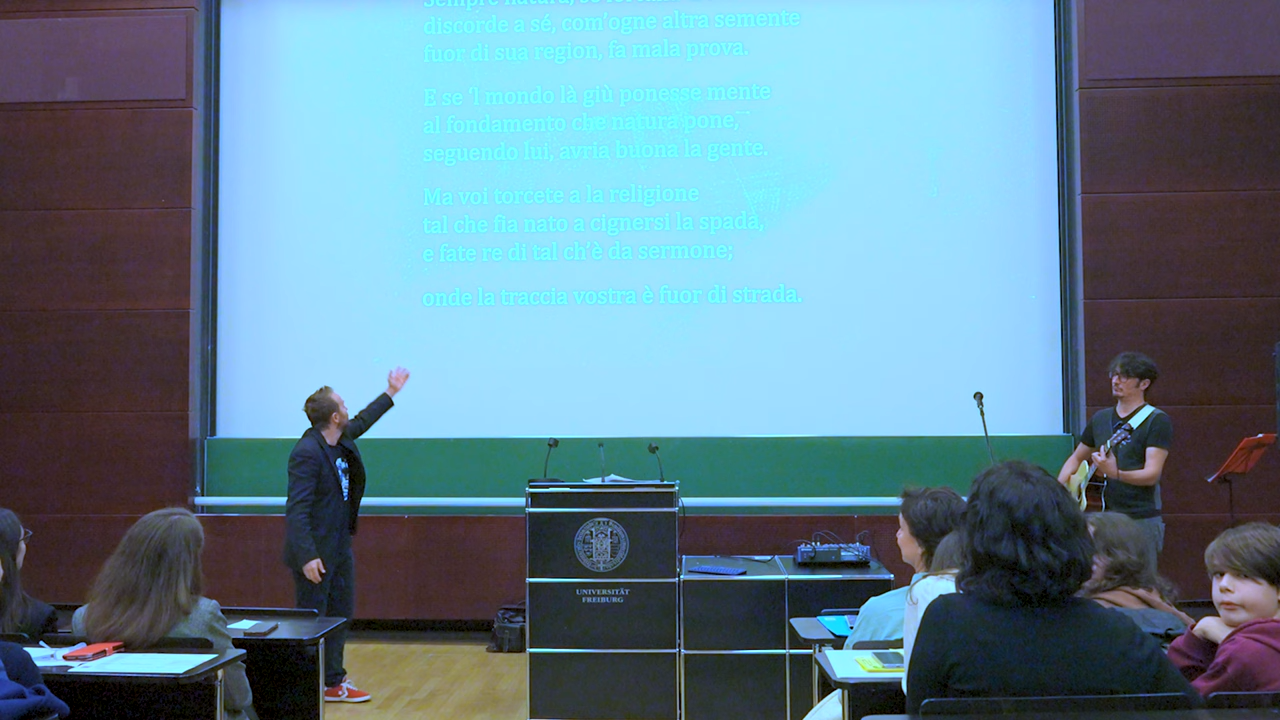 Sempre natura, se
discorde a sé, com'ogne altra semente
fuor di sua region, fa mala prova.
E se 'l mondo là giù ponesse mente
al fondamento che natura pone,
seguendo lui, avria buona la gente.
Ma voi torcete a la religione
tal che fia nato a cignersi la spada,
e fate re di tal ch'è da sermone;
onde la traccia vostra è fuor di strada.
UNIVERSITÄT
FREIBURG